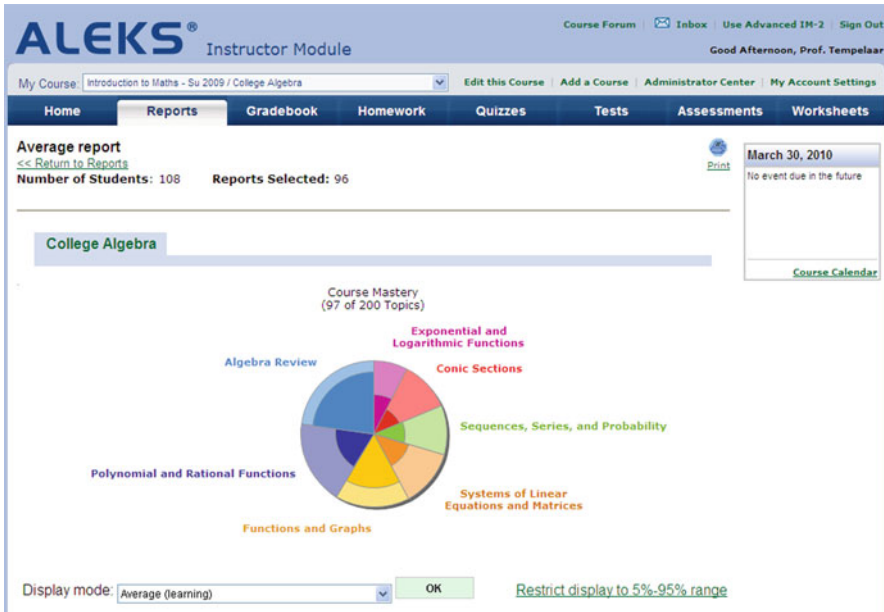 ALEKS®
Instructor Module
Course Forum | Inbox | Use Advanced IM-2 | Sign Out
Good Afternoon, Prof. Tempelaar
My Course: Introduction to Maths - Su 2009 / College Algebra
Edit this Course | Add a Course | Administrator Center | My Account Settings
Home Reports Gradebook Homework Quizzes Tests Assessments Worksheets
Average report
<< Return to Reports
Number of Students: 108 Reports Selected: 96
Print
March 30, 2010
No event due in the future
Course Calendar
College Algebra
Course Mastery
(97 of 200 Topics)
Exponential and
Logarithmic Functions
Algebra Review
Conic Sections
Sequences, Series, and Probability
Polynomial and Rational Functions
Systems of Linear
Equations and Matrices
Functions and Graphs
Display mode: Average (learning) OK Restrict display to 5%-95% range